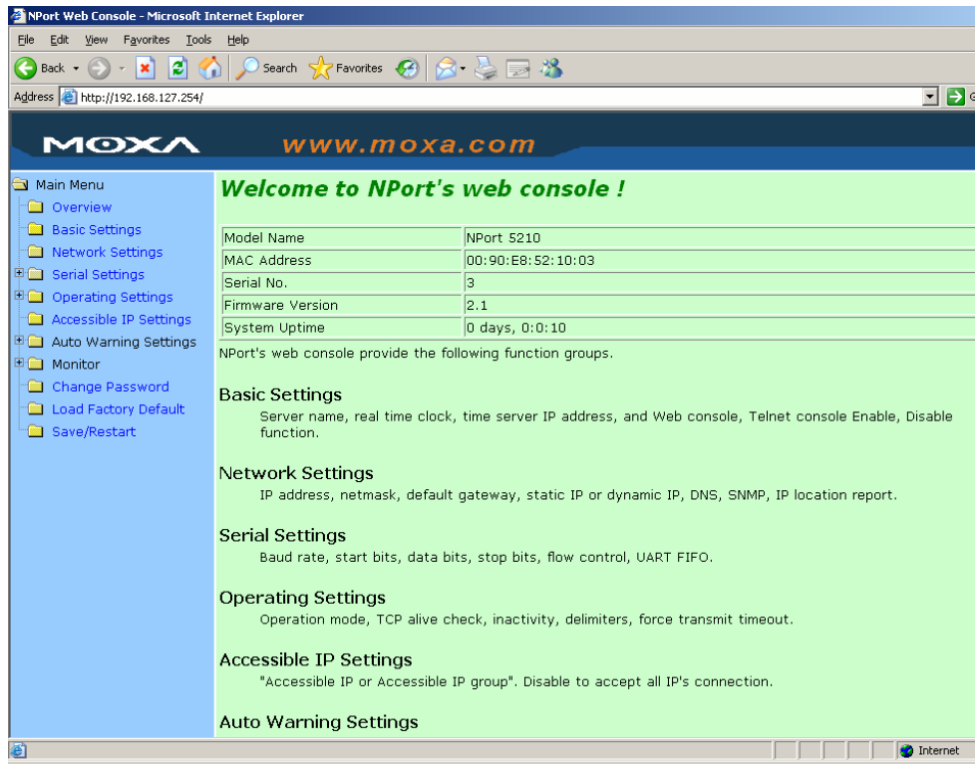 NPort Web Console - Microsoft Internet Explorer
File Edit View Favorites Tools Help
Back Search Favorites
Address http://192.168.127.254/
MOXA www.moxa.com
Main Menu
Overview
Basic Settings
Network Settings
Serial Settings
Operating Settings
Accessible IP Settings
Auto Warning Settings
Monitor
Change Password
Load Factory Default
Save/Restart
Welcome to NPort's web console !
Model Name NPort 5210
MAC Address 00:90:E8:52:10:03
Serial No. 3
Firmware Version 2.1
System Uptime 0 days, 0:0:10
NPort's web console provide the following function groups.
Basic Settings
Server name, real time clock, time server IP address, and Web console, Telnet console Enable, Disable
function.
Network Settings
IP address, netmask, default gateway, static IP or dynamic IP, DNS, SNMP, IP location report.
Serial Settings
Baud rate, start bits, data bits, stop bits, flow control, UART FIFO.
Operating Settings
Operation mode, TCP alive check, inactivity, delimiters, force transmit timeout.
Accessible IP Settings
"Accessible IP or Accessible IP group". Disable to accept all IP's connection.
Auto Warning Settings
Internet